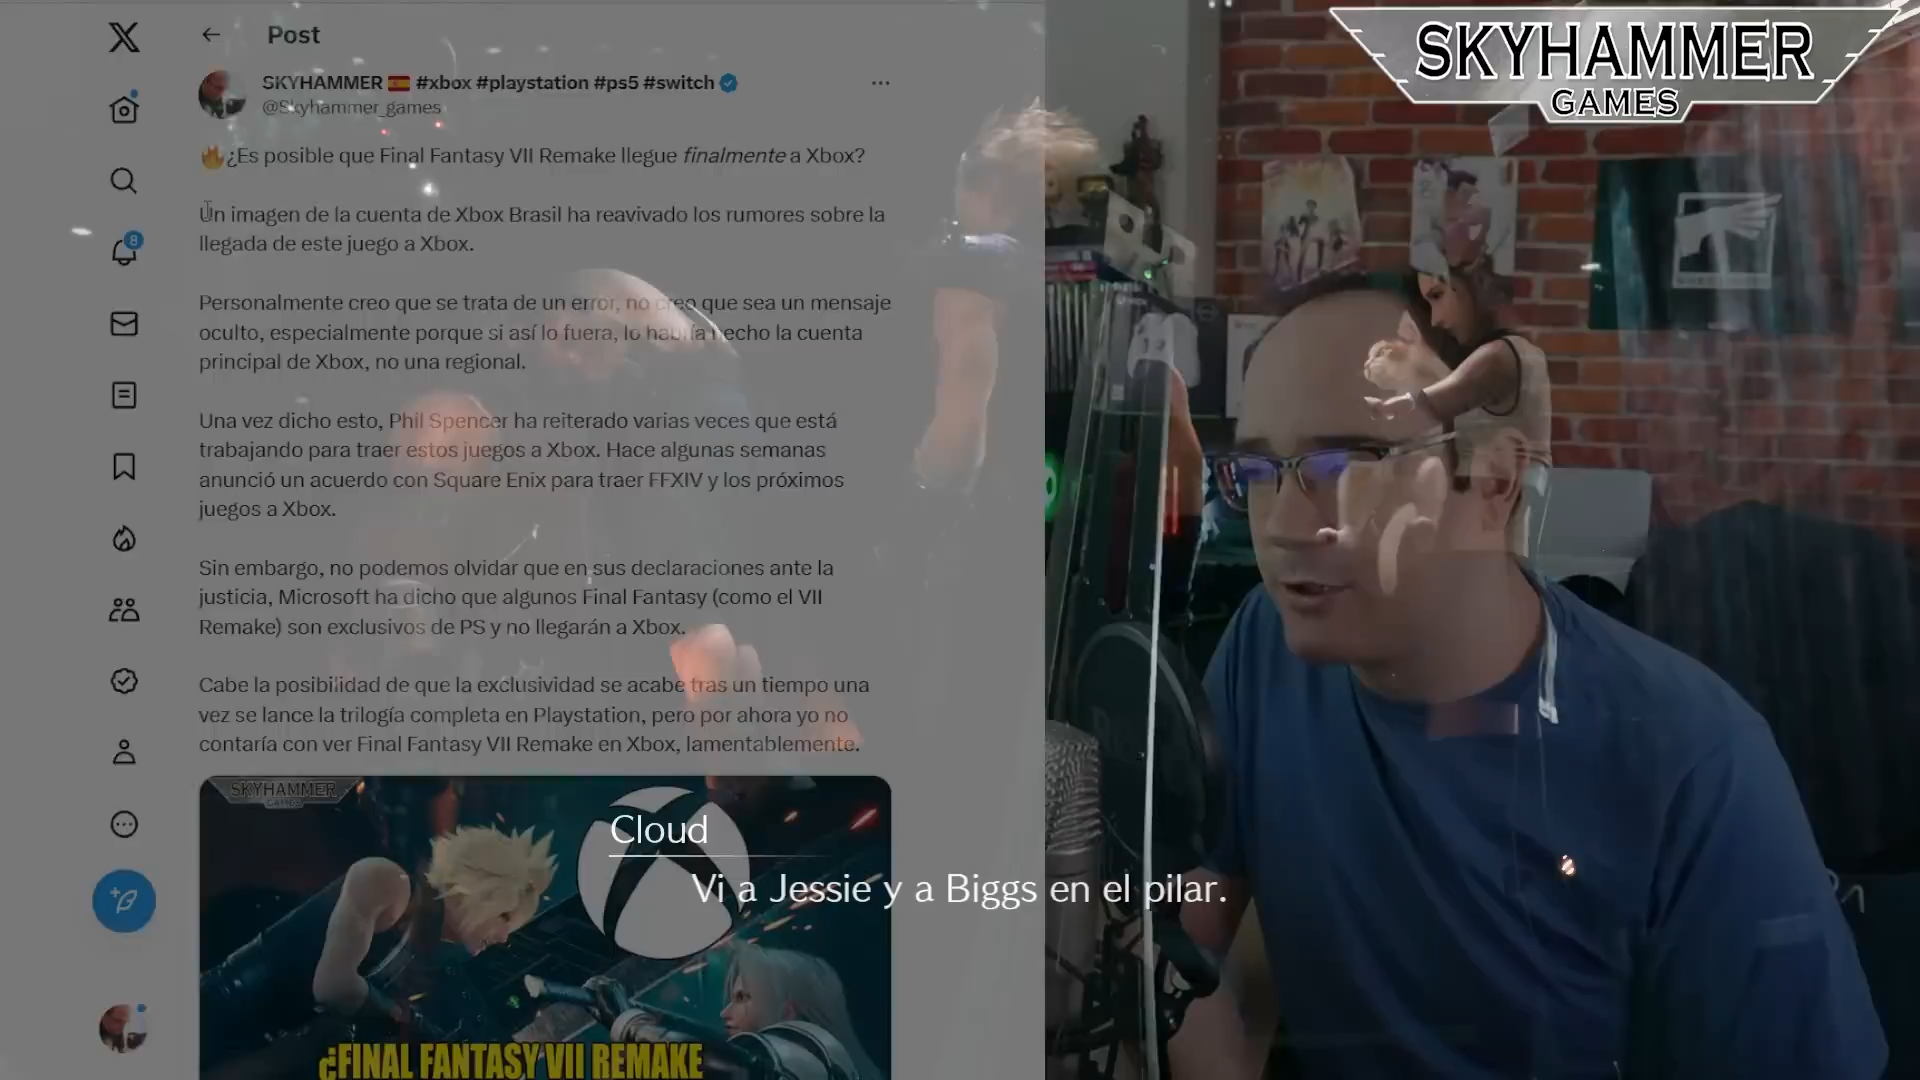 Post
SKYHAMMER
GAMES
SKYHAMMER 🇪🇸 #xbox #playstation #ps5 #switch
@Skyhammer_games
🔥¿Es posible que Final Fantasy VII Remake llegue finalmente a Xbox?
Un imagen de la cuenta de Xbox Brasil ha reavivado los rumores sobre la
llegada de este juego a Xbox.
8
Personalmente creo que se trata de un error, no creo que sea un mensaje
oculto, especialmente porque si así lo fuera, lo habría hecho la cuenta
principal de Xbox, no una regional.
Una vez dicho esto, Phil Spencer ha reiterado varias veces que está
trabajando para traer estos juegos a Xbox. Hace algunas semanas
anunció un acuerdo con Square Enix para traer FFXIV y los próximos
juegos a Xbox.
Sin embargo, no podemos olvidar que en sus declaraciones ante la
justicia, Microsoft ha dicho que algunos Final Fantasy (como el VII
Remake) son exclusivos de PS y no llegarán a Xbox.
Cabe la posibilidad de que la exclusividad se acabe tras un tiempo una
vez se lance la trilogía completa en Playstation, pero por ahora yo no
contaría con ver Final Fantasy VII Remake en Xbox, lamentablemente.
SKYHAMMER
GAMES
Cloud
Vi a Jessie y a Biggs en el pilar.
¿FINAL FANTASY VII REMAKE